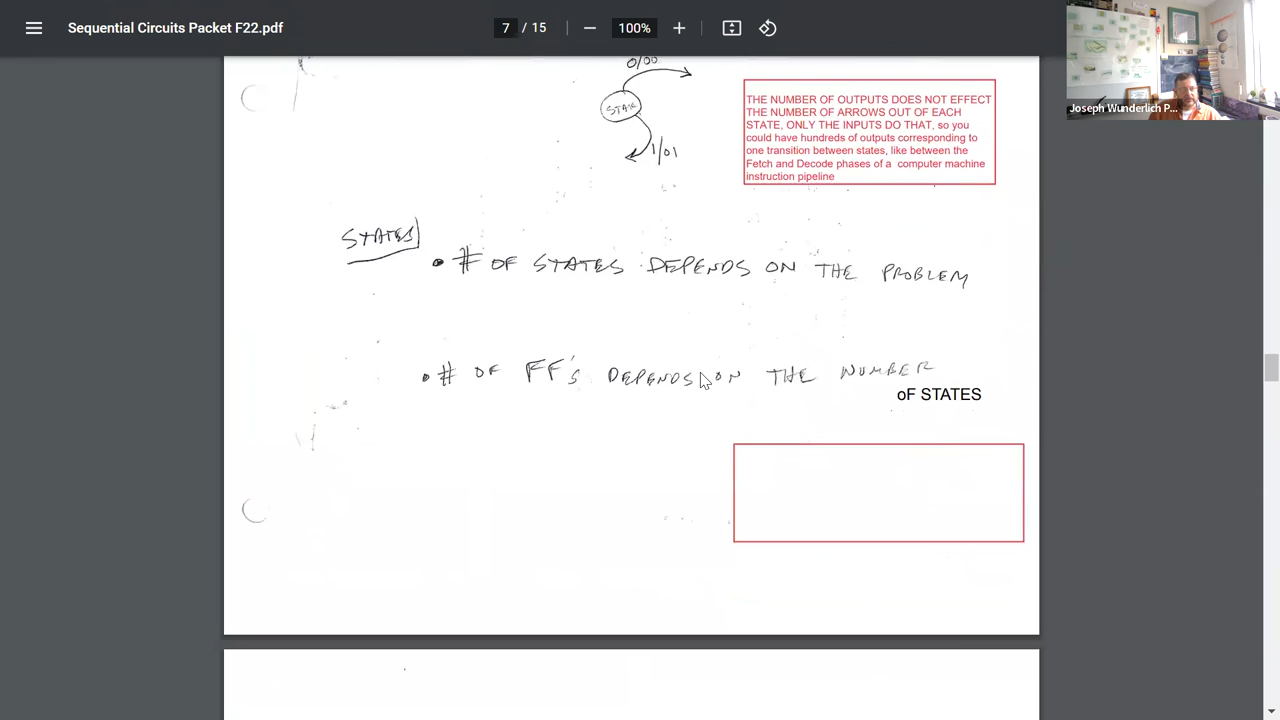 Sequential Circuits Packet F22.pdf
7 / 15
100%
Joseph Wunderlich P...
0/00
STATE
1/01
THE NUMBER OF OUTPUTS DOES NOT EFFECT
THE NUMBER OF ARROWS OUT OF EACH
STATE, ONLY THE INPUTS DO THAT, so you
could have hundreds of outputs corresponding to
one transition between states, like between the
Fetch and Decode phases of a computer machine
instruction pipeline
STATES
• # OF STATES DEPENDS ON THE PROBLEM
• # OF FF'S DEPENDS ON THE NUMBER
oF STATES